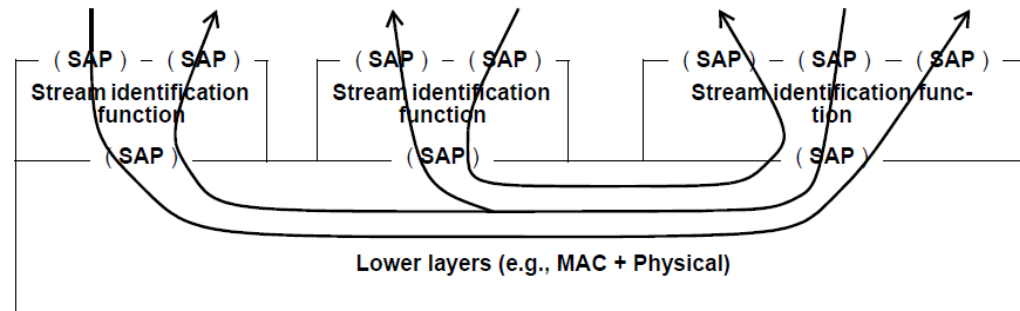 ( SAP ) – ( SAP ) ( SAP ) – ( SAP ) ( SAP ) – ( SAP ) – ( SAP )
Stream identification Stream identification Stream identification func-
function function tion
( SAP ) ( SAP ) ( SAP )
Lower layers (e.g., MAC + Physical)